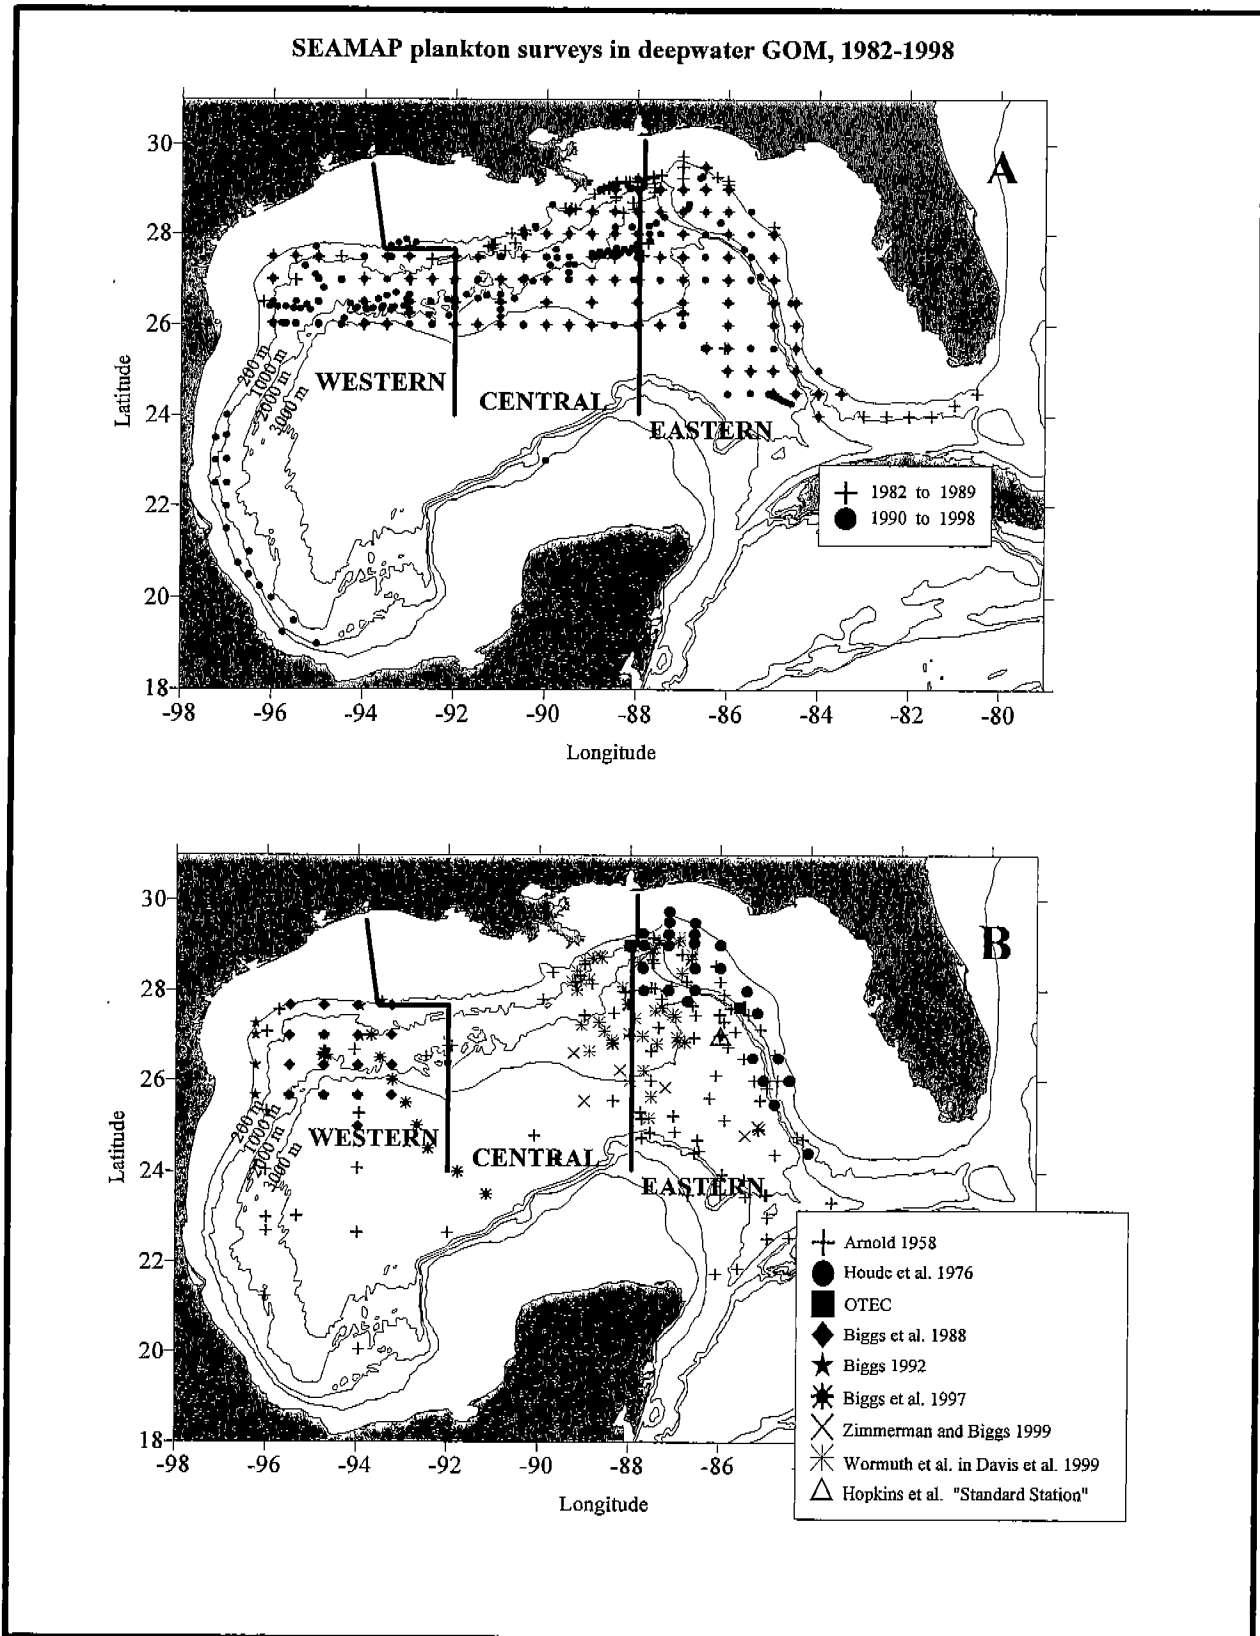 SEAMAP plankton surveys in deepwater GOM, 1982-1998
A
30
28
26
24
22
20
18
Latitude
200 m
1000 m
2000 m
3000 m
WESTERN
CENTRAL
EASTERN
1982 to 1989
1990 to 1998
-98 -96 -94 -92 -90 -88 -86 -84 -82 -80
Longitude
B
30
28
26
24
22
20
18
Latitude
200 m
1000 m
2000 m
3000 m
WESTERN
CENTRAL
EASTERN
Arnold 1958
Houde et al. 1976
OTEC
Biggs et al. 1988
Biggs 1992
Biggs et al. 1997
Zimmerman and Biggs 1999
Wormuth et al. in Davis et al. 1999
Hopkins et al. "Standard Station"
-98 -96 -94 -92 -90 -88 -86
Longitude